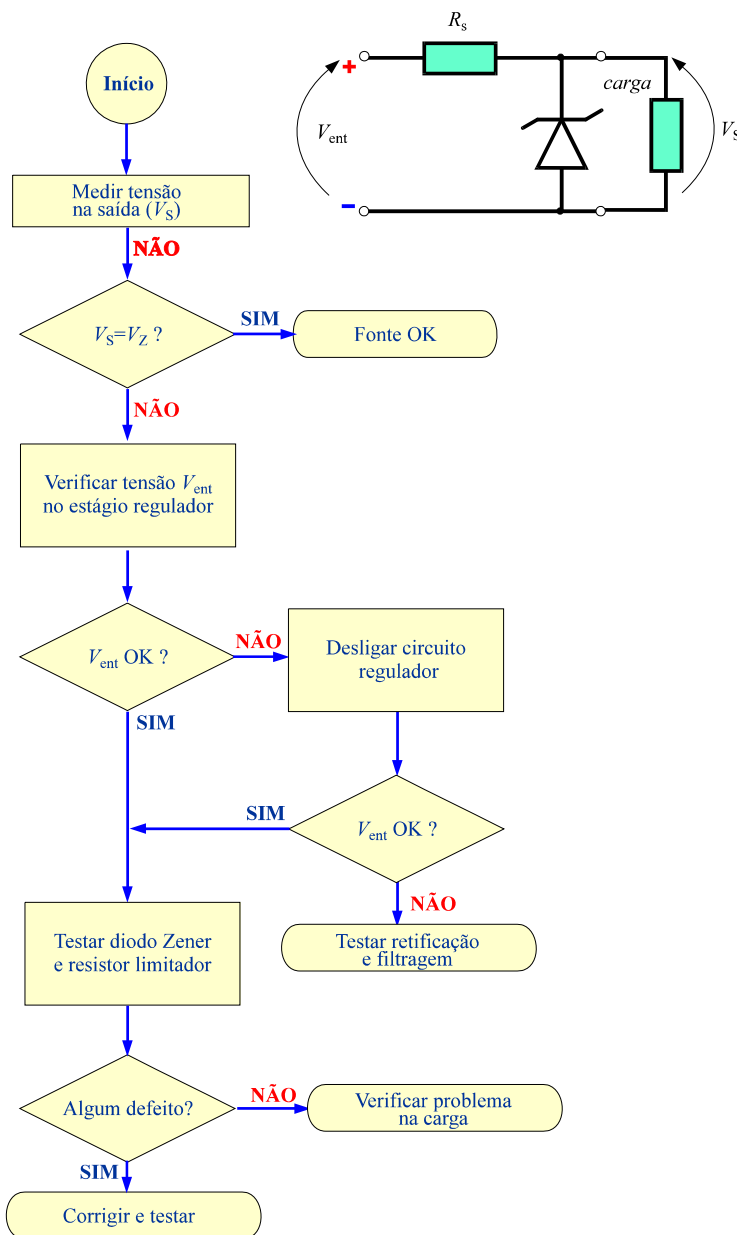 Início
Medir tensão
na saída (VS)
NÃO
VS=VZ ?
SIM
Fonte OK
NÃO
Verificar tensão Vent
no estágio regulador
Vent OK ?
NÃO
Desligar circuito
regulador
SIM
Vent OK ?
SIM
NÃO
Testar retificação
e filtragem
Testar diodo Zener
e resistor limitador
Algum defeito?
NÃO
Verificar problema
na carga
SIM
Corrigir e testar
Rs
+
Vent
-
carga
VS